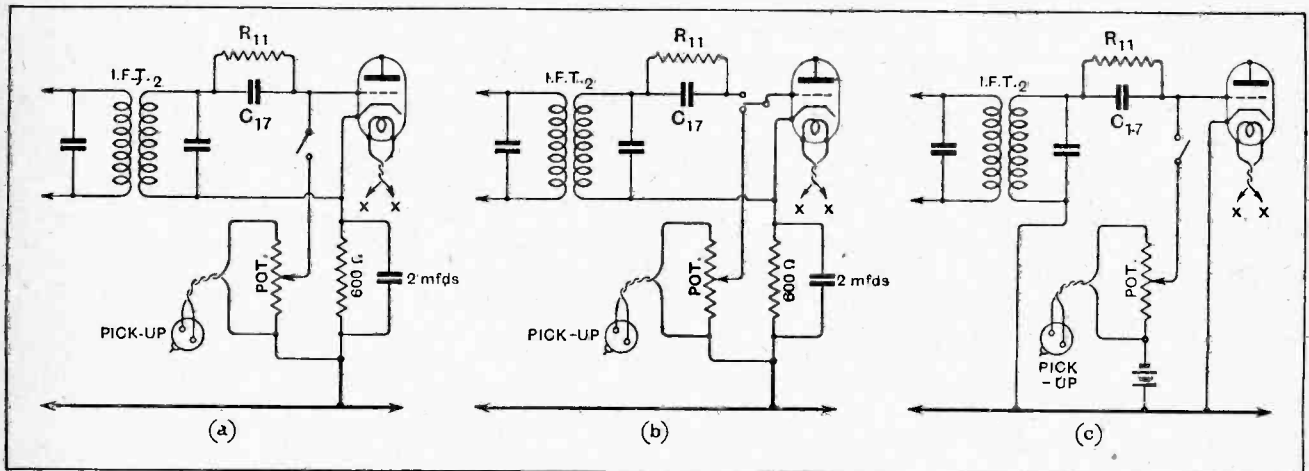 R11
I.F.T.2
C17
X X
POT.
600 Ω
2 mfds
PICK-UP
(a)
R11
I.F.T.2
C17
X X
POT.
600 Ω
2 mfds
PICK-UP
(b)
R11
I.F.T.2
C17
X X
POT.
PICK
-UP
(c)